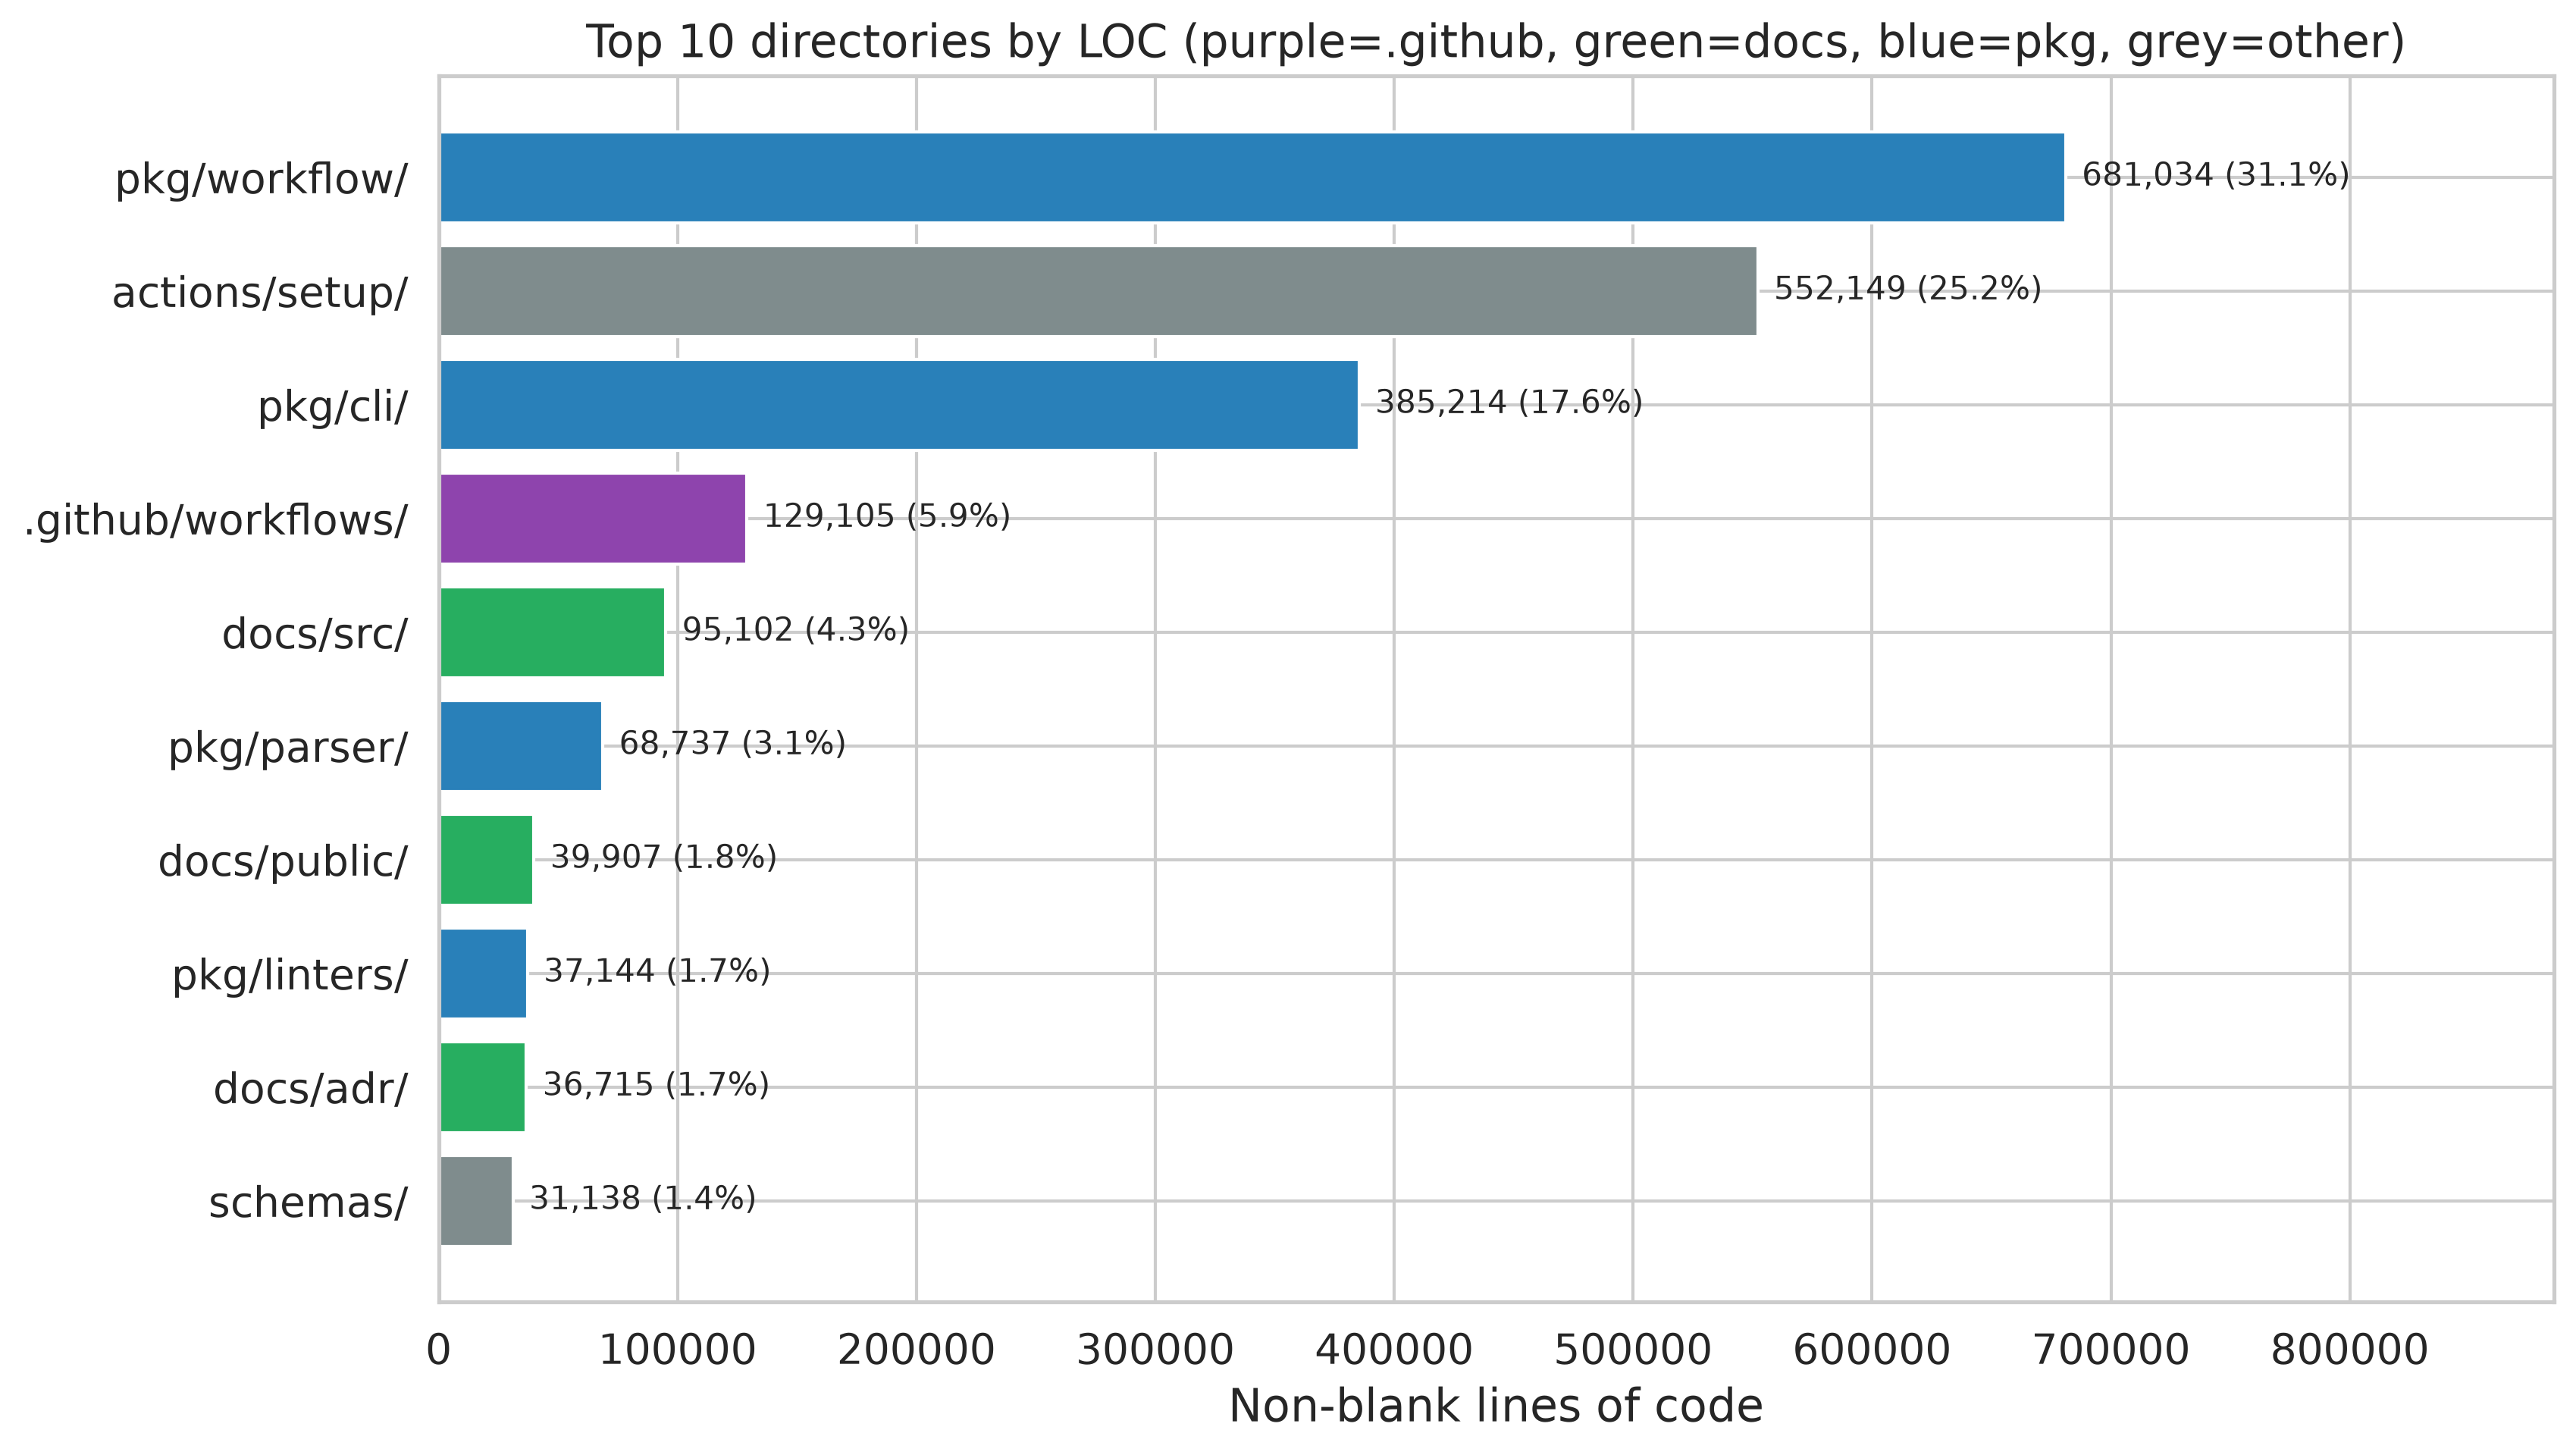 Top 10 directories by LOC (purple=.github, green=docs, blue=pkg, grey=other)
pkg/workflow/
681,034 (31.1%)
actions/setup/
552,149 (25.2%)
pkg/cli/
385,214 (17.6%)
.github/workflows/
129,105 (5.9%)
docs/src/
95,102 (4.3%)
pkg/parser/
68,737 (3.1%)
docs/public/
39,907 (1.8%)
pkg/linters/
37,144 (1.7%)
docs/adr/
36,715 (1.7%)
schemas/
31,138 (1.4%)
0 100000 200000 300000 400000 500000 600000 700000 800000
Non-blank lines of code